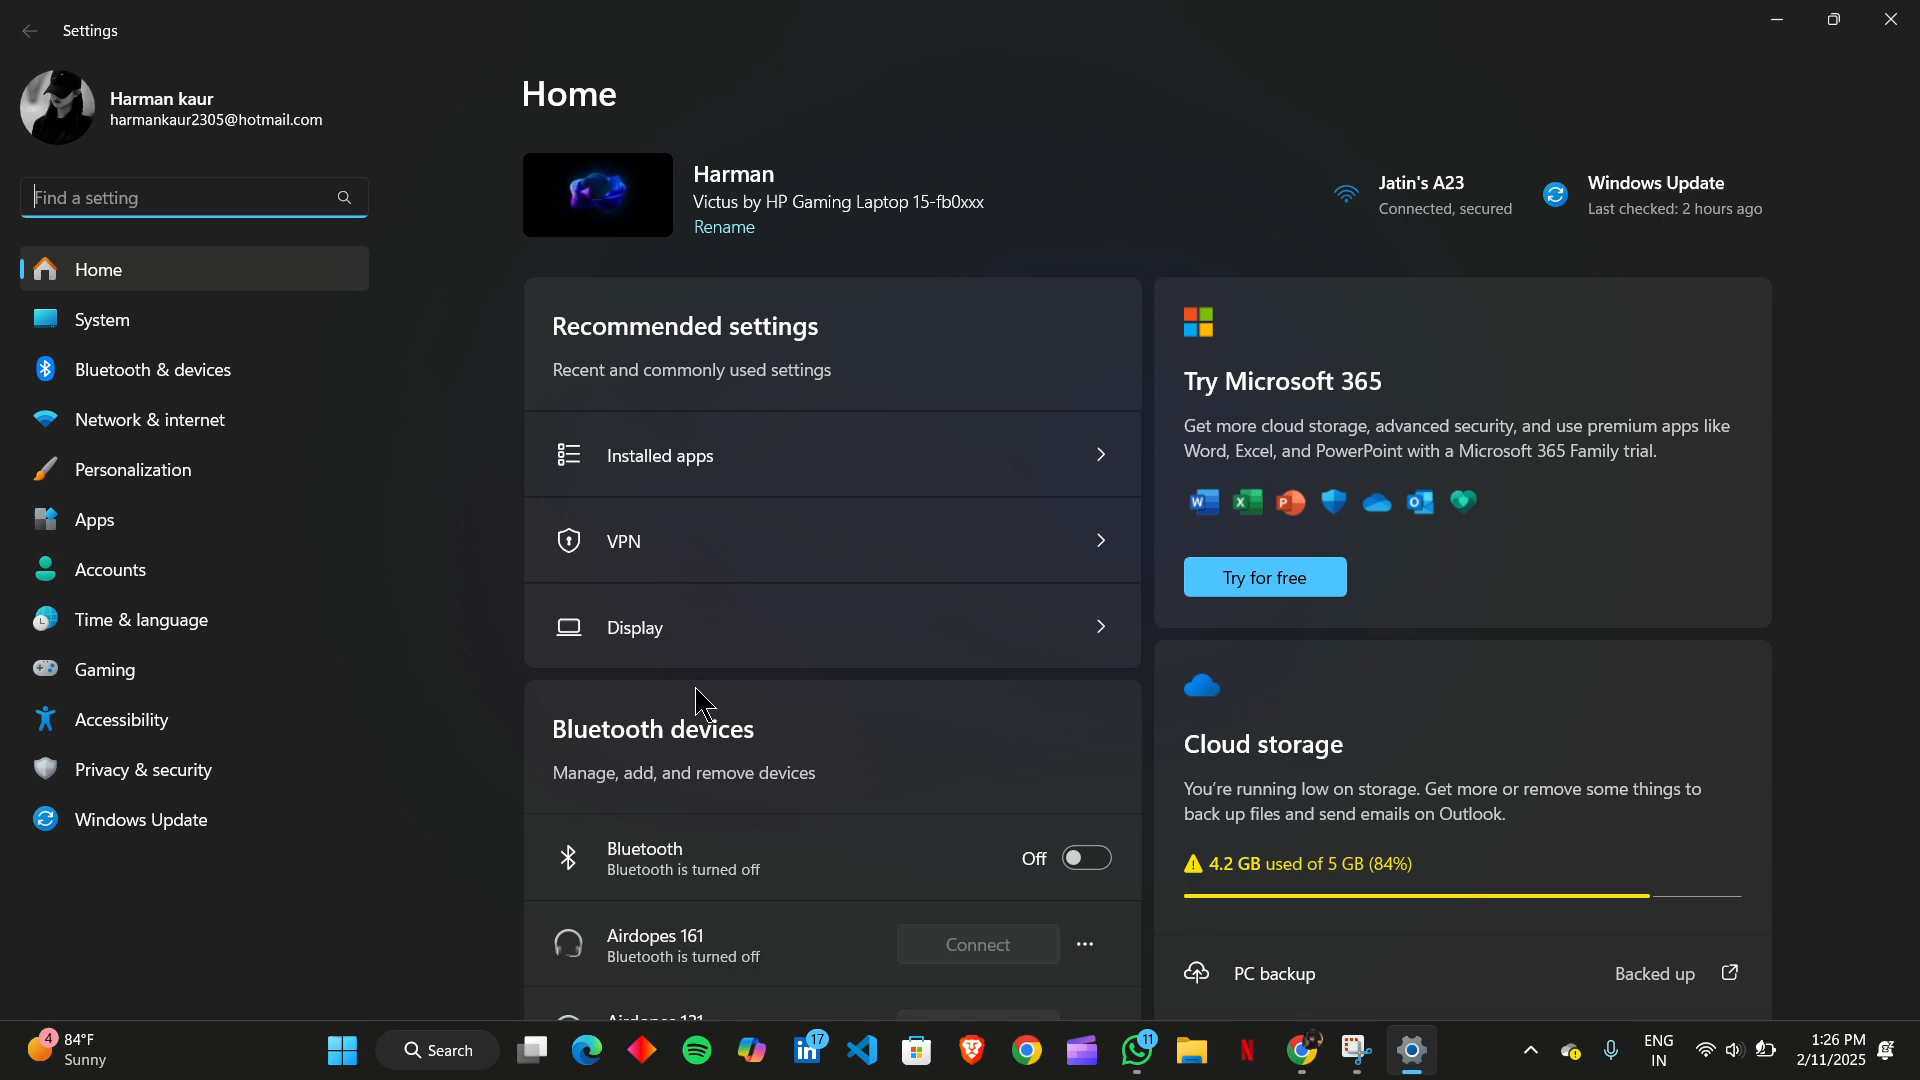 Settings
Harman kaur
harmankaur2305@hotmail.com
Find a setting
Home
System
Bluetooth & devices
Network & internet
Personalization
Apps
Accounts
Time & language
Gaming
Accessibility
Privacy & security
Windows Update
Home
Harman
Victus by HP Gaming Laptop 15-fb0xxx
Rename
Jatin's A23
Connected, secured
Windows Update
Last checked: 2 hours ago
Recommended settings
Recent and commonly used settings
Installed apps
VPN
Display
Bluetooth devices
Manage, add, and remove devices
Bluetooth
Bluetooth is turned off
Off
Airdopes 161
Bluetooth is turned off
Connect
Try Microsoft 365
Get more cloud storage, advanced security, and use premium apps like
Word, Excel, and PowerPoint with a Microsoft 365 Family trial.
Try for free
Cloud storage
You're running low on storage. Get more or remove some things to
back up files and send emails on Outlook.
4.2 GB used of 5 GB (84%)
PC backup
Backed up
4
84°F
Sunny
Search
17
11
ENG
IN
1:26 PM
2/11/2025